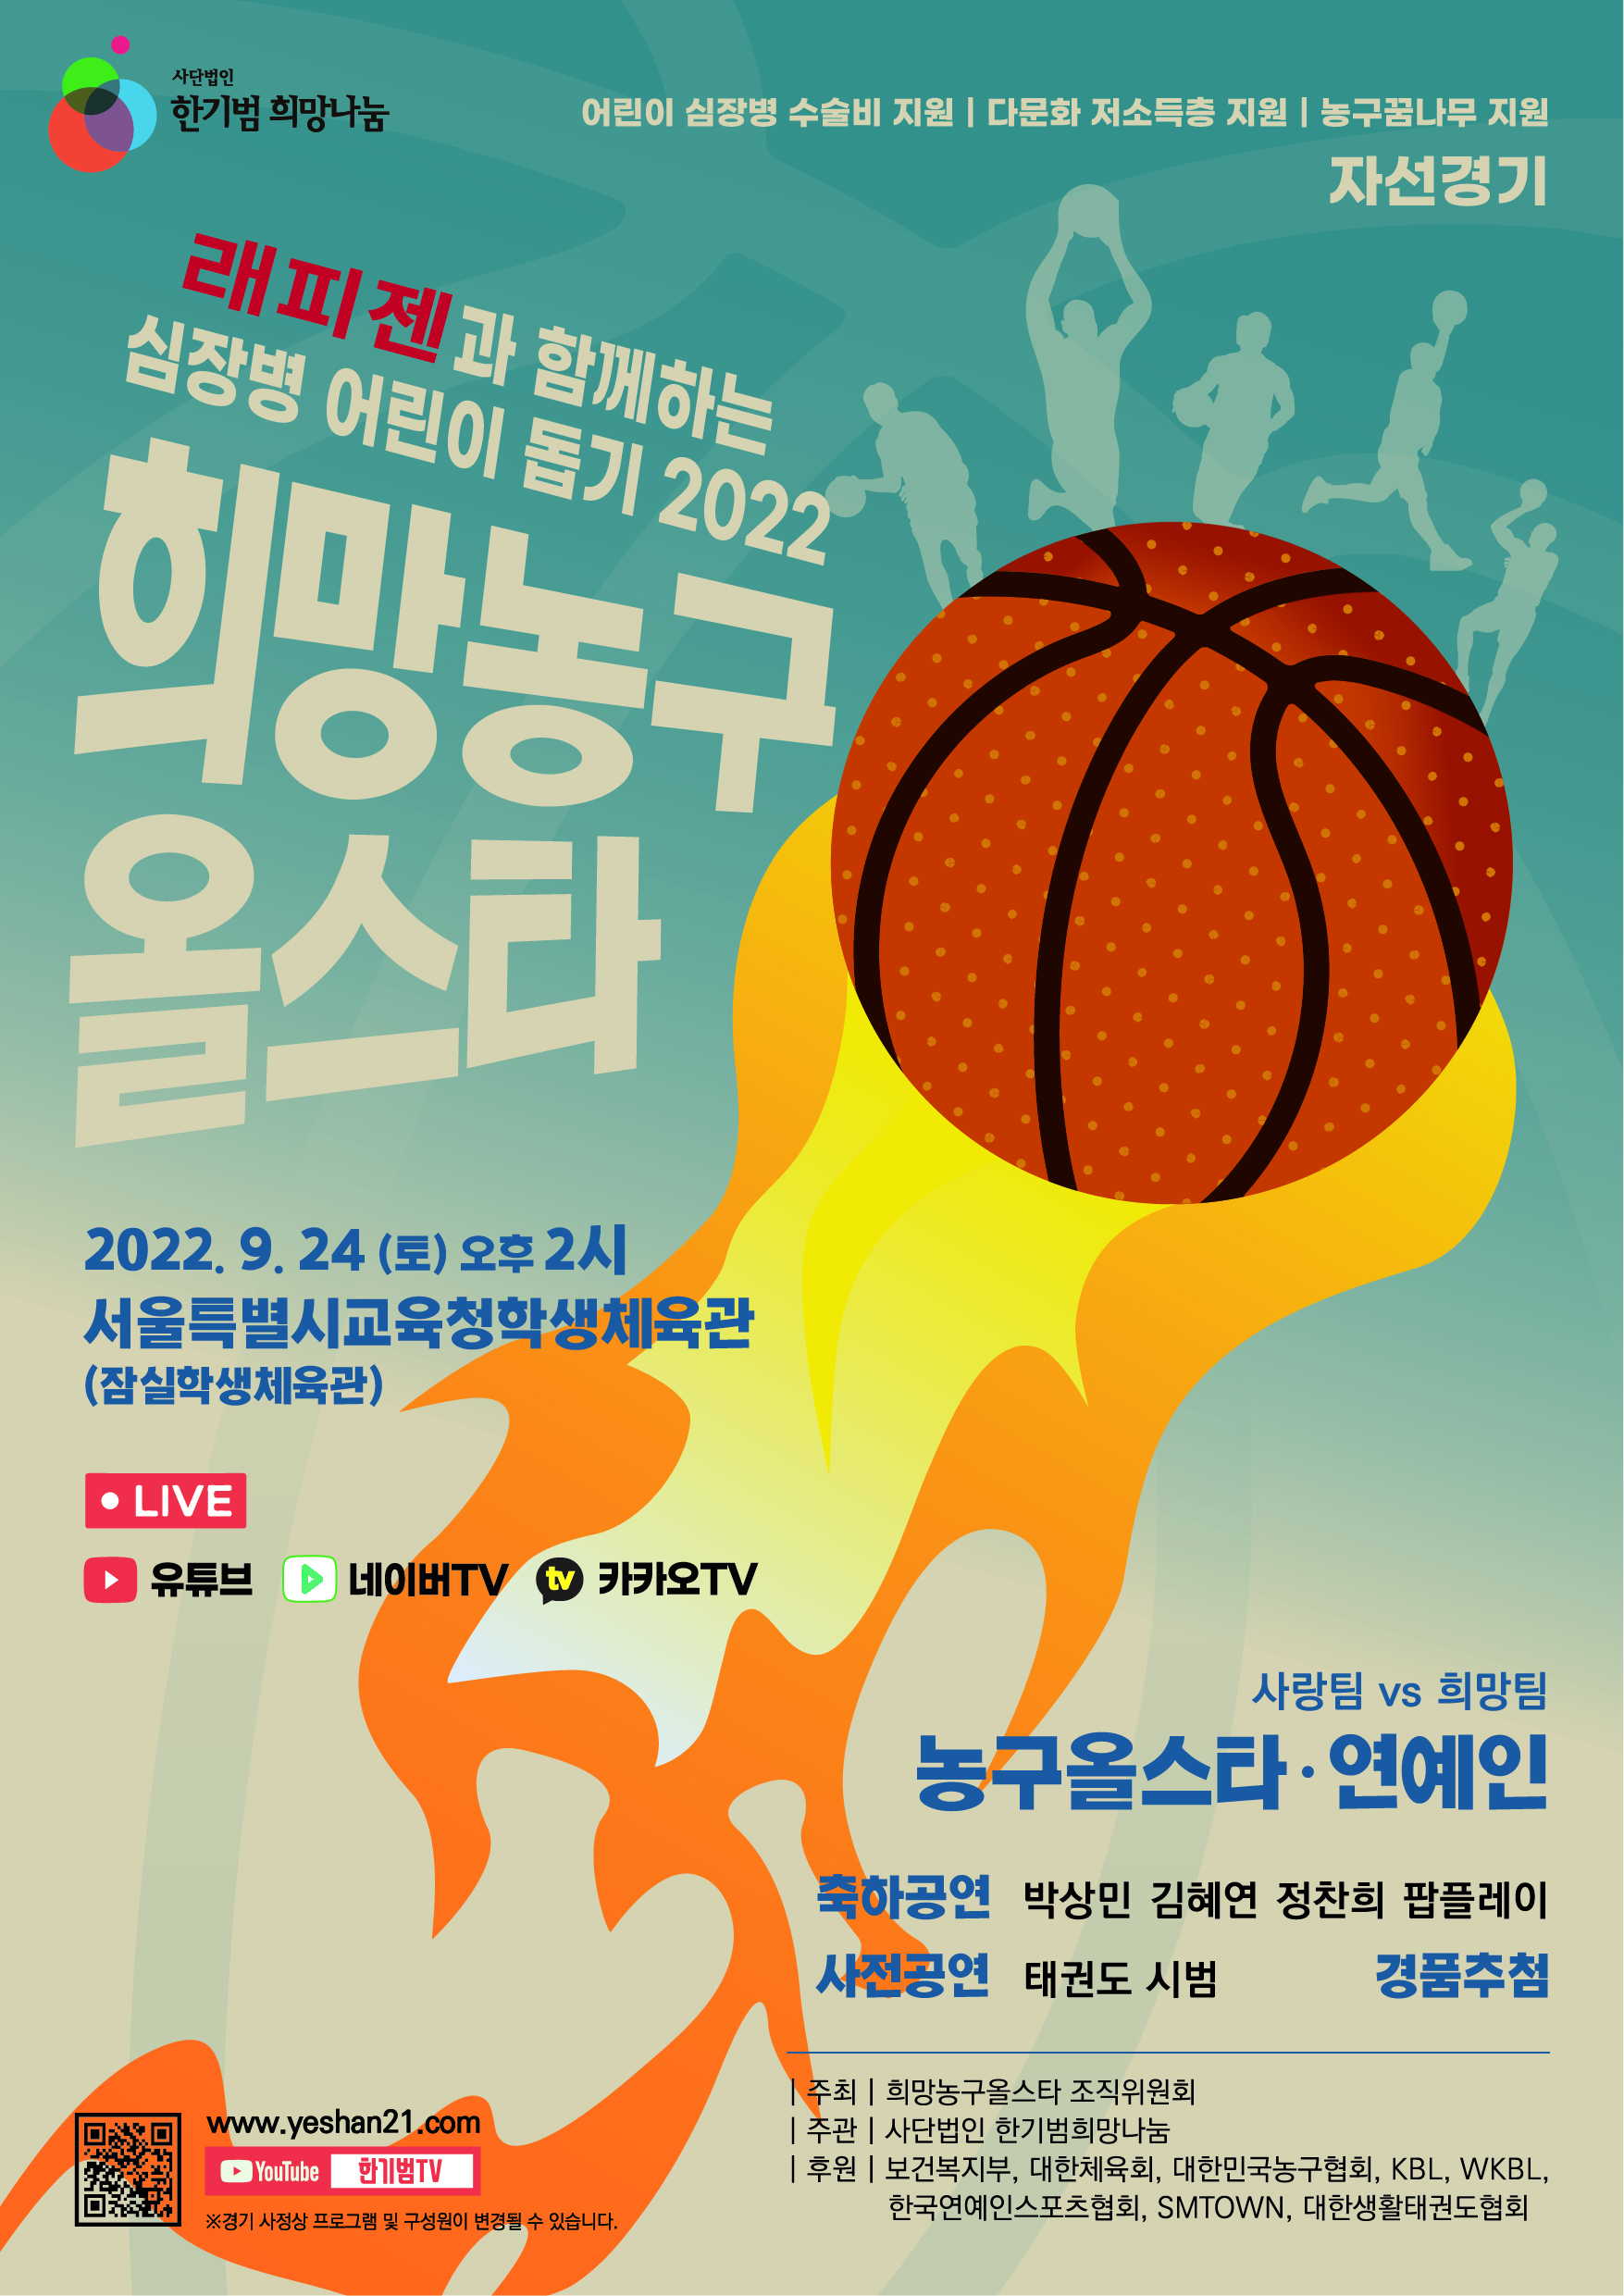 사단법인
한기범 희망나눔
어린이 심장병 수술비 지원 | 다문화 저소득층 지원 | 농구꿈나무 지원
자선경기
래피젠과 함께하는
심장병 어린이 돕기 2022
희망농구
올스타
2022. 9. 24 (토) 오후 2시
서울특별시교육청학생체육관
(잠실학생체육관)
LIVE
유튜브 네이버TV tv 카카오TV
사랑팀 vs 희망팀
농구올스타·연예인
축하공연 박상민 김혜연 정찬희 팝플레이
사전공연 태권도 시범 경품추첨
| 주최 | 희망농구올스타 조직위원회
| 주관 | 사단법인 한기범희망나눔
| 후원 | 보건복지부, 대한체육회, 대한민국농구협회, KBL, WKBL,
한국연예인스포츠협회, SMTOWN, 대한생활태권도협회
www.yeshan21.com
YouTube 한기범TV
※경기 사정상 프로그램 및 구성원이 변경될 수 있습니다.